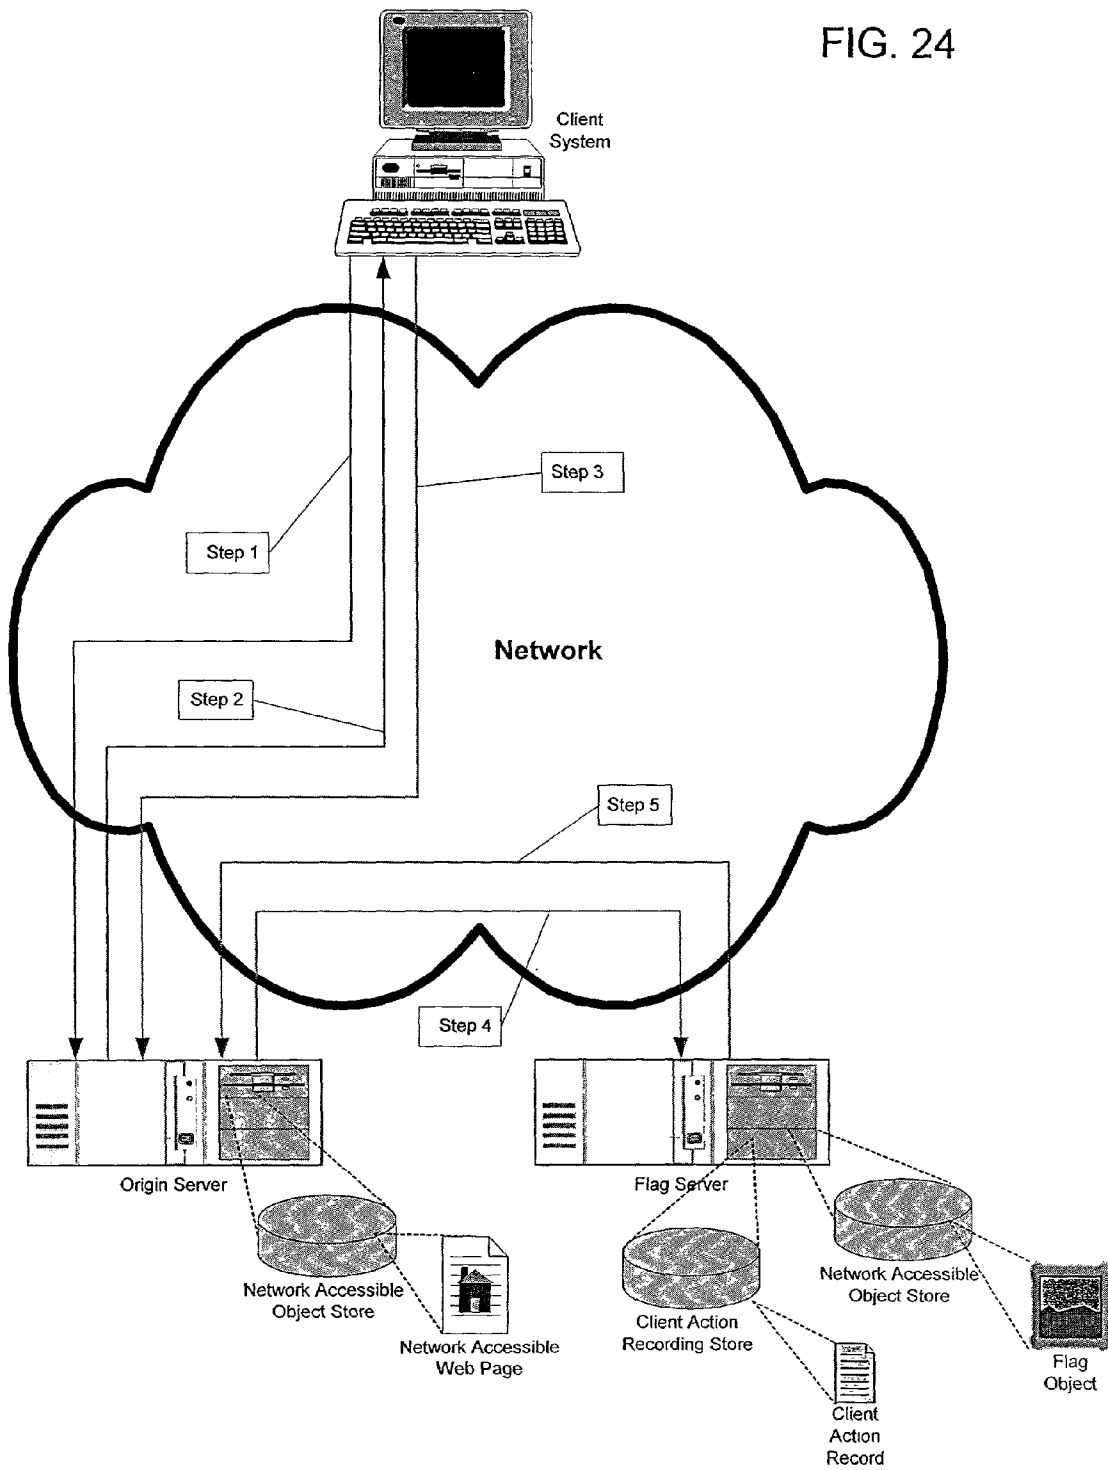 FIG. 24
Client
System
Step 3
Step 1
Network
Step 2
Step 5
Step 4
Origin Server
Flag Server
Network Accessible
Object Store
Network Accessible
Web Page
Client Action
Recording Store
Network Accessible
Object Store
Flag
Object
Client
Action
Record